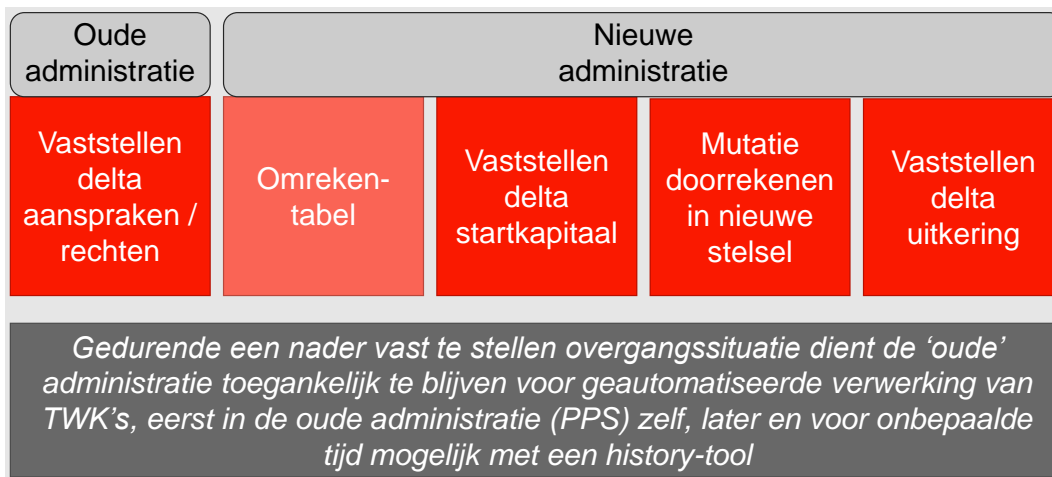 Oude
administratie
Nieuwe
administratie
Vaststellen
delta
aanspraken /
rechten
Omreken-
tabel
Vaststellen
delta
startkapitaal
Mutatie
doorrekenen
in nieuwe
stelsel
Vaststellen
delta
uitkering
Gedurende een nader vast te stellen overgangssituatie dient de ‘oude’
administratie toegankelijk te blijven voor geautomatiseerde verwerking van
TWK’s, eerst in de oude administratie (PPS) zelf, later en voor onbepaalde
tijd mogelijk met een history-tool